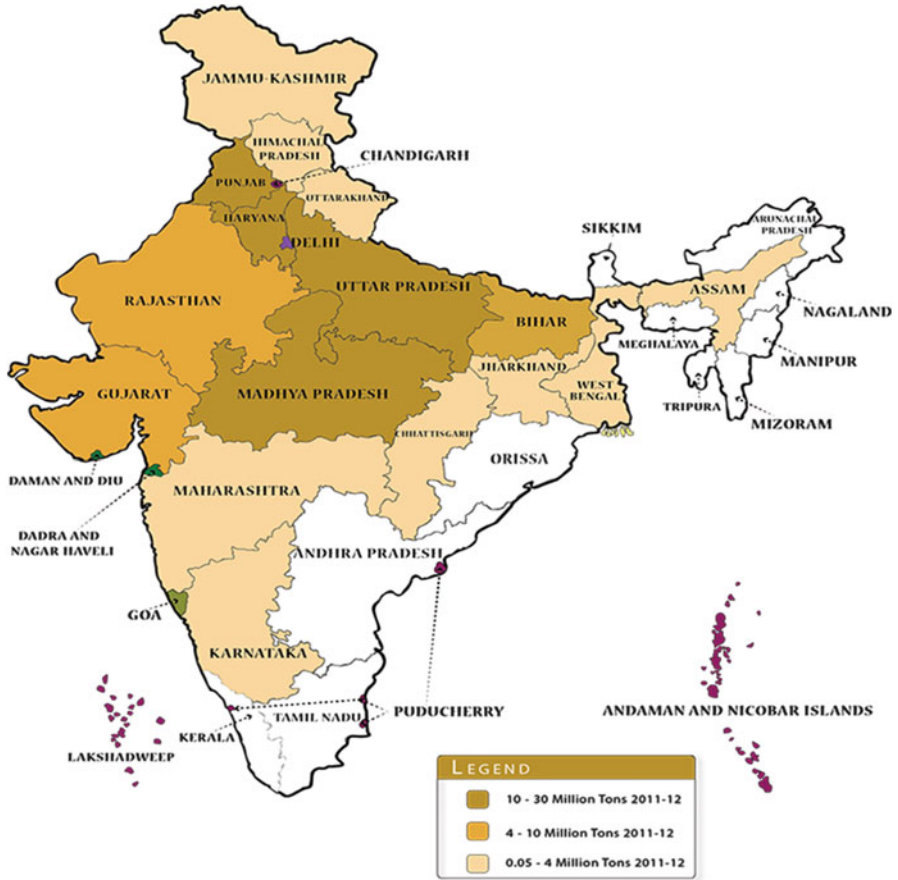 JAMMU-KASHMIR
HIMACHAL
PRADESH
CHANDIGARH
PUNJAB
UTTARAKHAND
HARYANA
DELHI
SIKKIM
ARUNACHAL
PRADESH
UTTAR PRADESH
RAJASTHAN
ASSAM
NAGALAND
BIHAR
MEGHALAYA
MANIPUR
JHARKHAND
GUJARAT
MADHYA PRADESH
WEST
BENGAL
TRIPURA
MIZORAM
CHHATTISGARH
ORISSA
DAMAN AND DIU
MAHARASHTRA
DADRA AND
NAGAR HAVELI
ANDHRA PRADESH
GOA
KARNATAKA
PUDUCHERRY
ANDAMAN AND NICOBAR ISLANDS
TAMIL NADU
KERALA
LAKSHADWEEP
LEGEND
10 - 30 Million Tons 2011-12
4 - 10 Million Tons 2011-12
0.05 - 4 Million Tons 2011-12